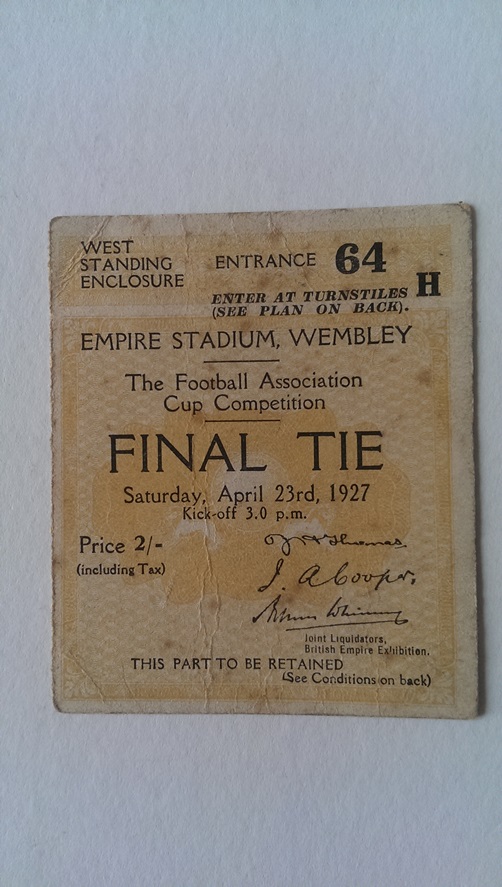 WEST
STANDING
ENCLOSURE
ENTRANCE 64
H
ENTER AT TURNSTILES
(SEE PLAN ON BACK).
EMPIRE STADIUM, WEMBLEY
The Football Association
Cup Competition
FINAL TIE
Saturday, April 23rd, 1927
Kick-off 3.0 p.m.
Price 2/-
(including Tax)
J. A. Cooper.
Joint Liquidators,
British Empire Exhibition.
THIS PART TO BE RETAINED
(See Conditions on back)